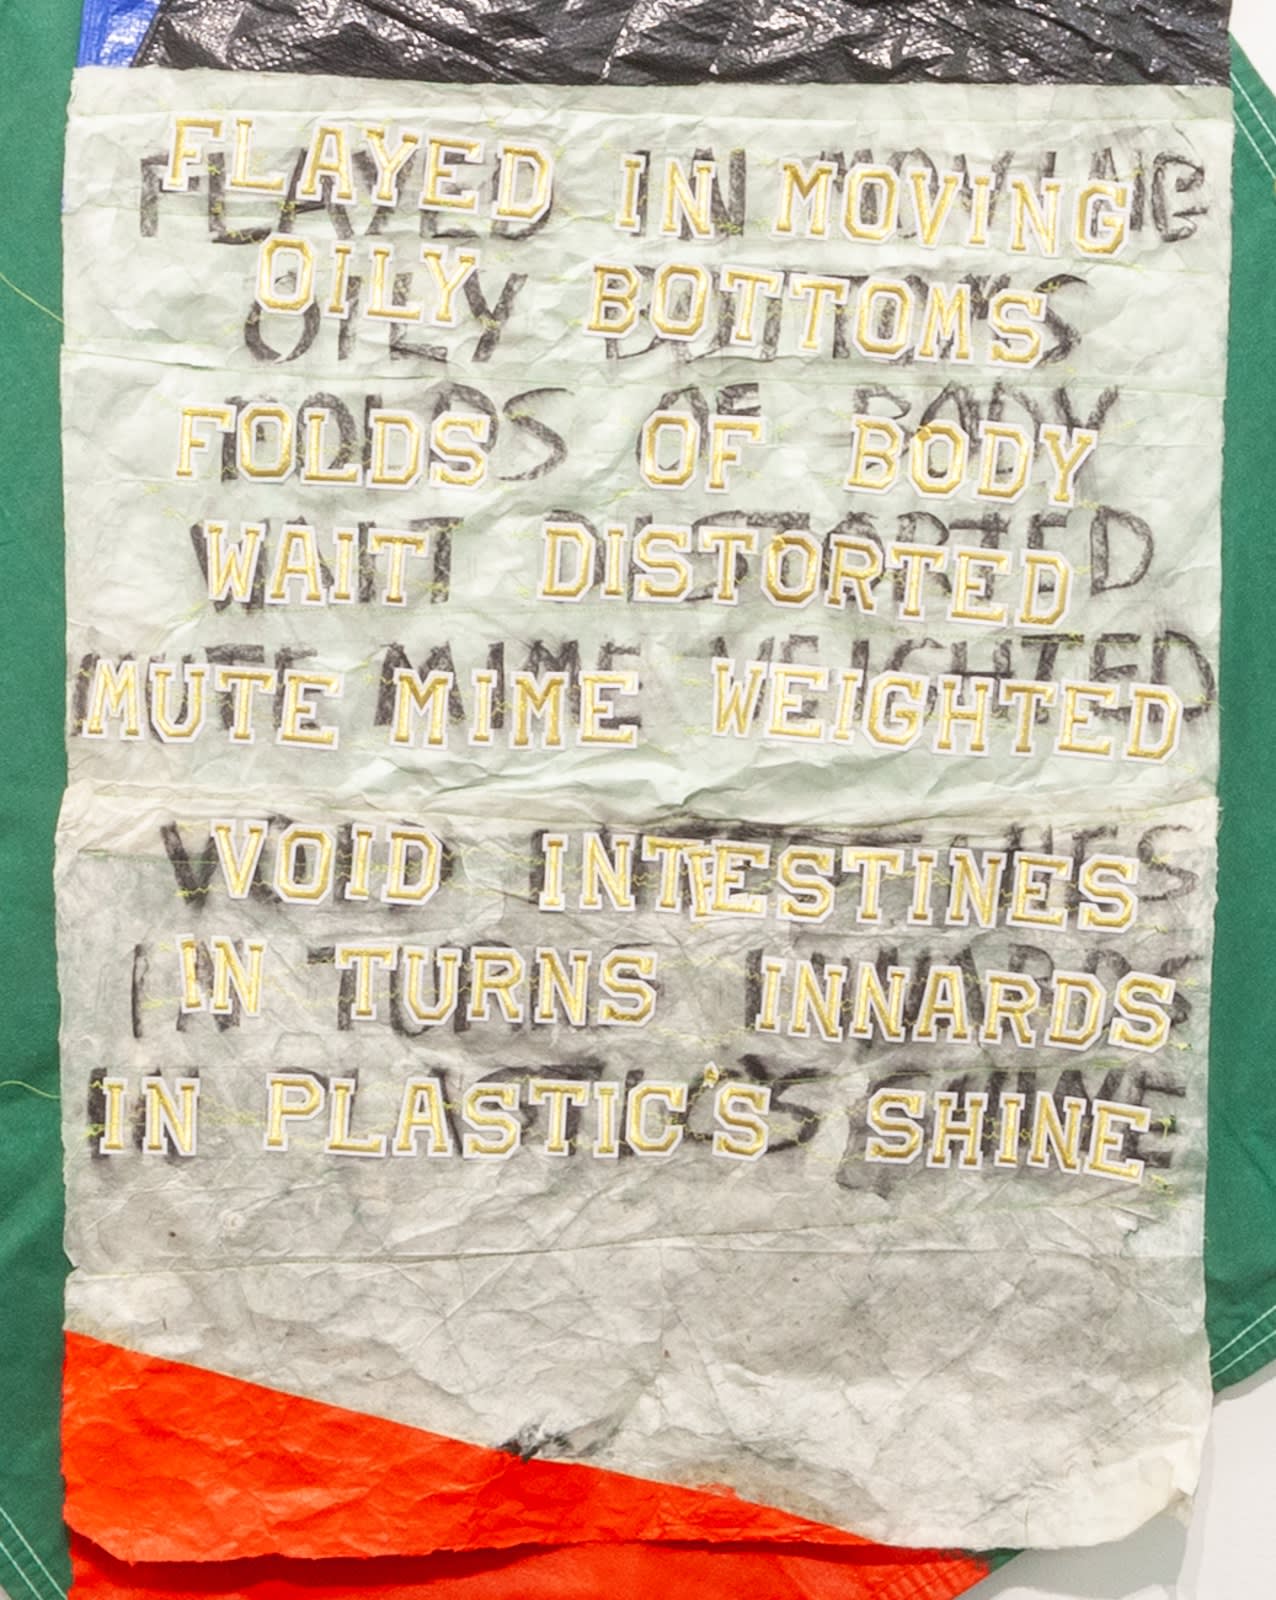 FLAYED IN MOVING
OILY BOTTOMS
FOLDS OF BODY
WAIT DISTORTED
MUTE MIME WEIGHTED
VOID INTESTINES
IN TURNS INNARDS
IN PLASTIC'S SHINE